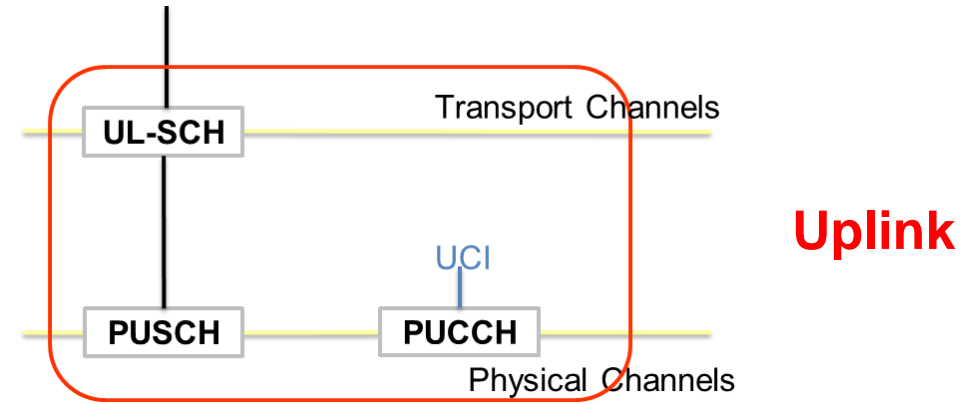 Transport Channels
UL-SCH
Uplink
UCI
PUSCH
PUCCH
Physical Channels